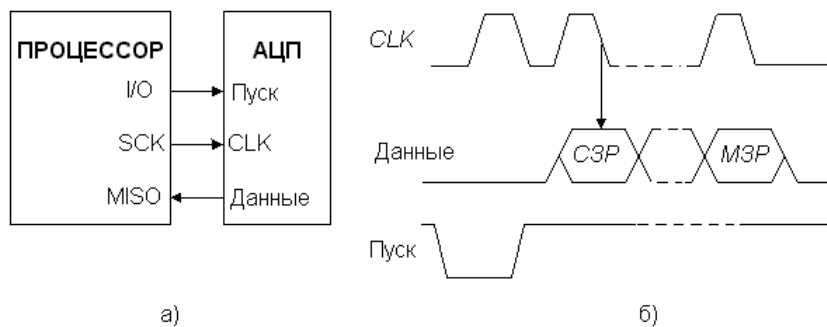 ПРОЦЕССОР
I/O
SCK
MISO
АЦП
Пуск
CLK
Данные
а)
CLK
Данные
СЗР
МЗР
Пуск
б)